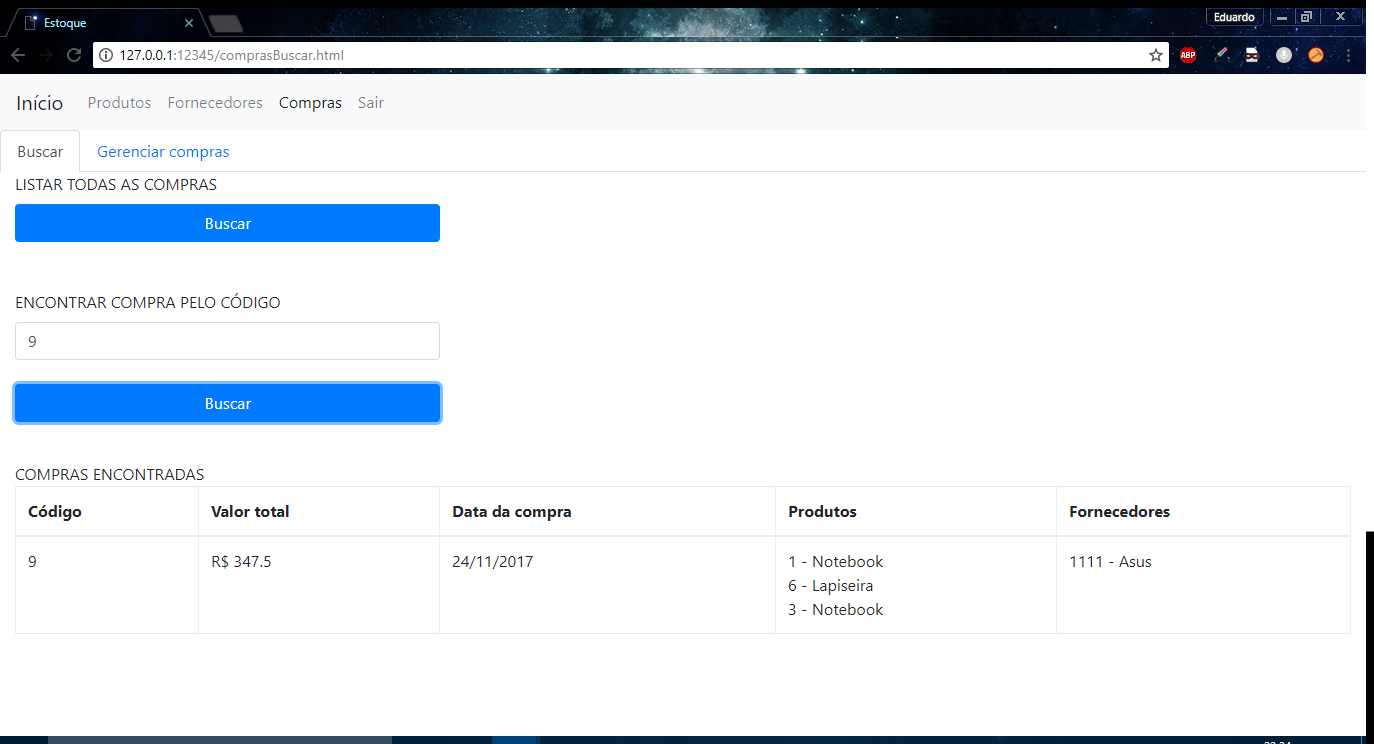 Estoque
Eduardo
127.0.0.1:12345/comprasBuscar.html
ABP
Início Produtos Fornecedores Compras Sair
Buscar Gerenciar compras
LISTAR TODAS AS COMPRAS
Buscar
ENCONTRAR COMPRA PELO CÓDIGO
9
Buscar
COMPRAS ENCONTRADAS
Código Valor total Data da compra Produtos Fornecedores
9 R$ 347.5 24/11/2017 1 - Notebook 1111 - Asus
6 - Lapiseira
3 - Notebook